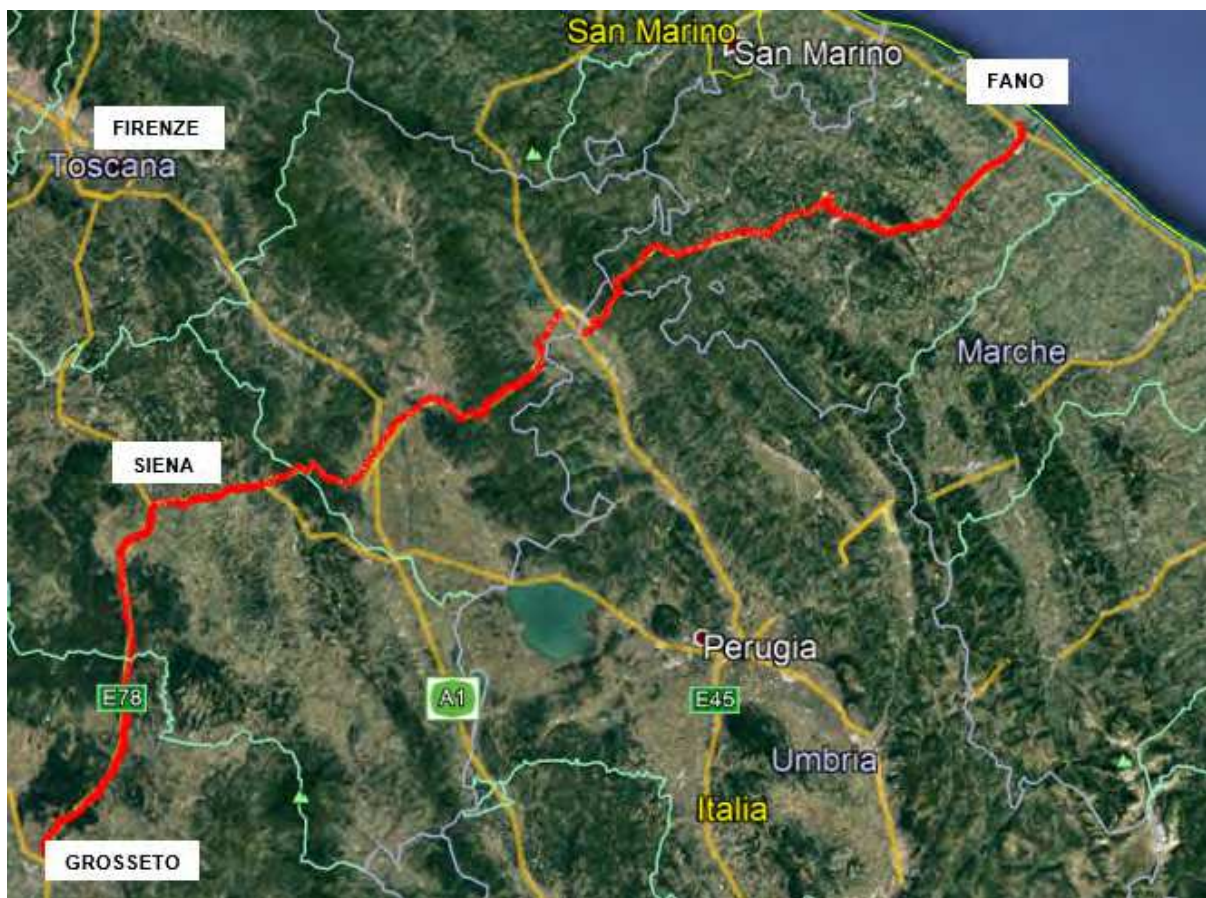 San Marino
San Marino
FANO
FIRENZE
Toscana
Marche
SIENA
Perugia
E78
A1
E45
Umbria
Italia
GROSSETO